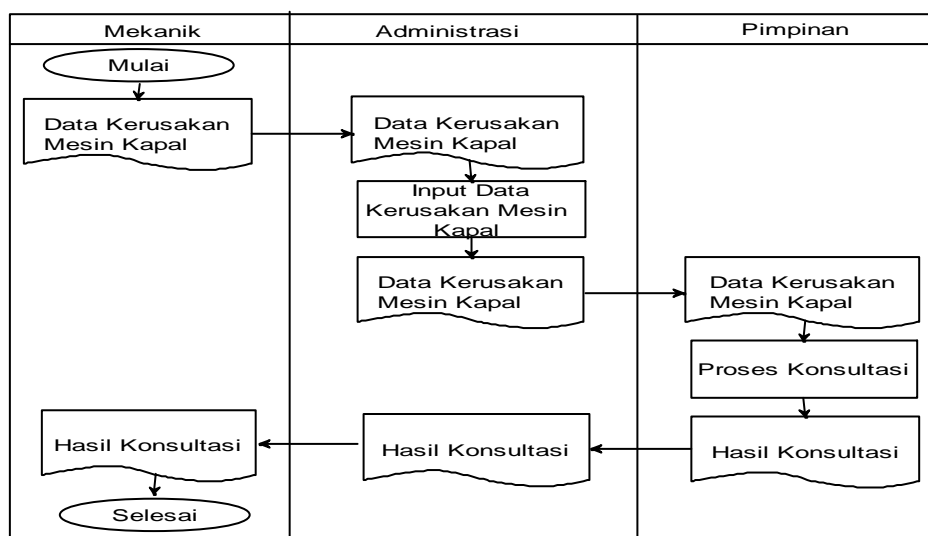 Mekanik
Administrasi
Pimpinan
Mulai
Data Kerusakan
Mesin Kapal
Data Kerusakan
Mesin Kapal
Input Data
Kerusakan Mesin
Kapal
Data Kerusakan
Mesin Kapal
Data Kerusakan
Mesin Kapal
Proses Konsultasi
Hasil Konsultasi
Hasil Konsultasi
Hasil Konsultasi
Selesai